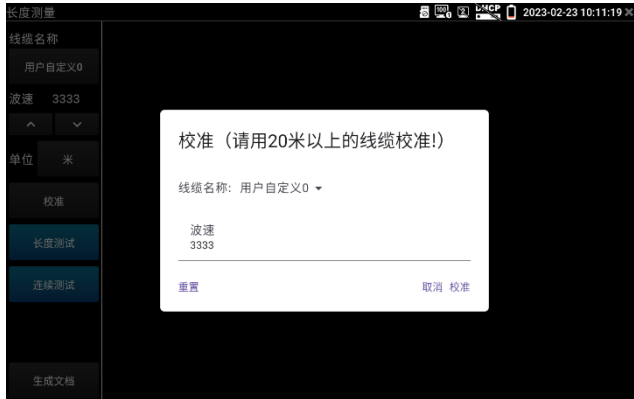 长度测量
DMCP
2023-02-23 10:11:19
线缆名称
用户自定义0
波速 3333
单位 米
校准
长度测试
连续测试
生成文档
校准（请用20米以上的线缆校准!）
线缆名称: 用户自定义0
波速
3333
重置
取消 校准